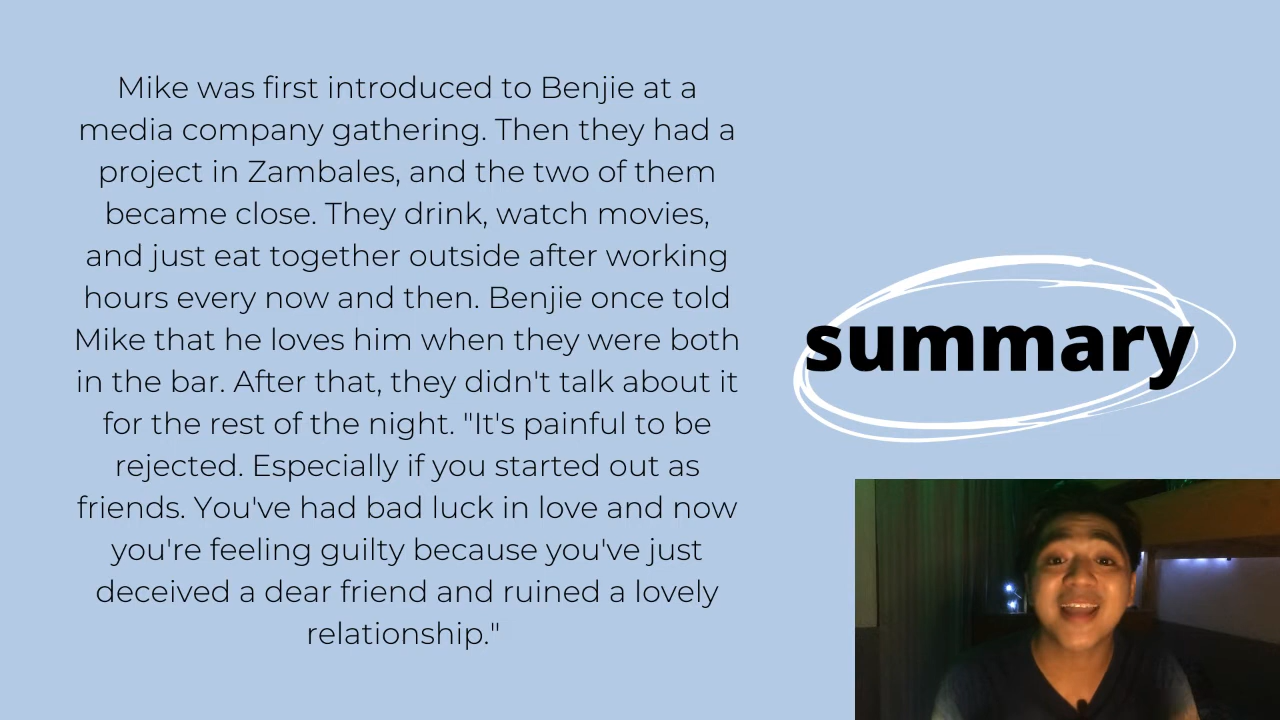 Mike was first introduced to Benjie at a
media company gathering. Then they had a
project in Zambales, and the two of them
became close. They drink, watch movies,
and just eat together outside after working
hours every now and then. Benjie once told
Mike that he loves him when they were both
in the bar. After that, they didn't talk about it
for the rest of the night. "It's painful to be
rejected. Especially if you started out as
friends. You've had bad luck in love and now
you're feeling guilty because you've just
deceived a dear friend and ruined a lovely
relationship."
summary